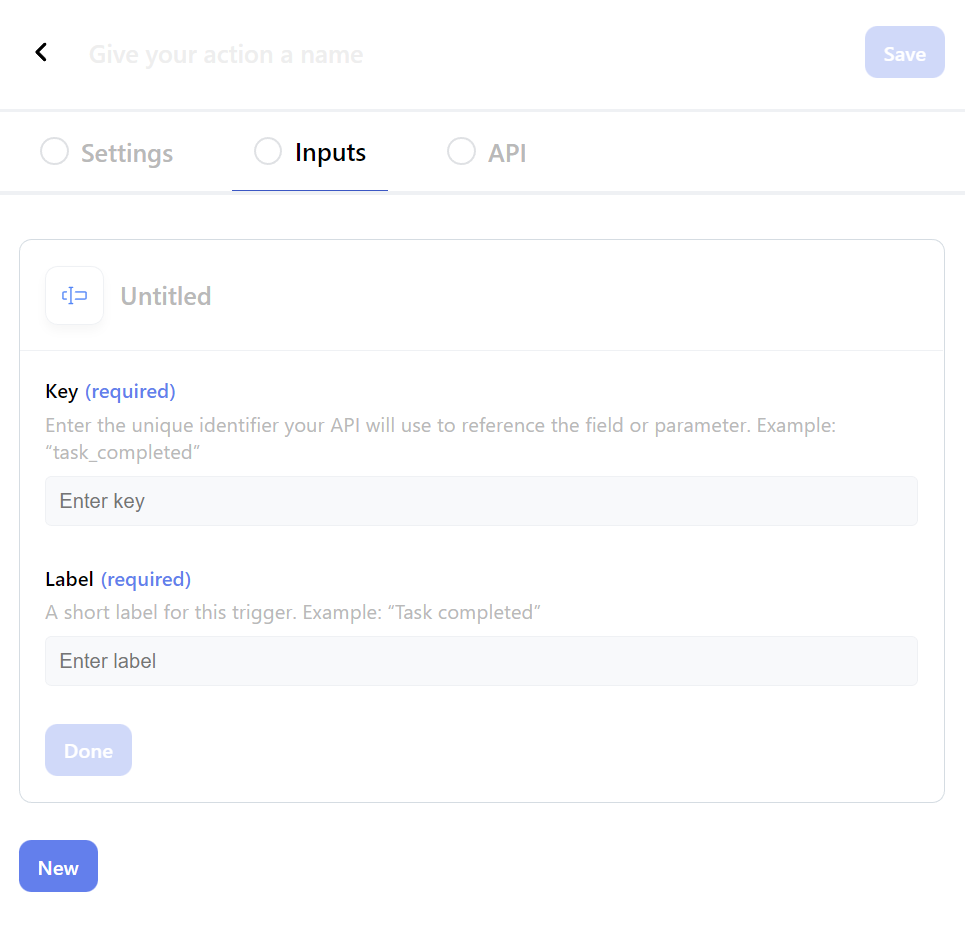 Give your action a name
Save
Settings
Inputs
API
Untitled
Key (required)
Enter the unique identifier your API will use to reference the field or parameter. Example:
“task_completed”
Enter key
Label (required)
A short label for this trigger. Example: “Task completed”
Enter label
Done
New